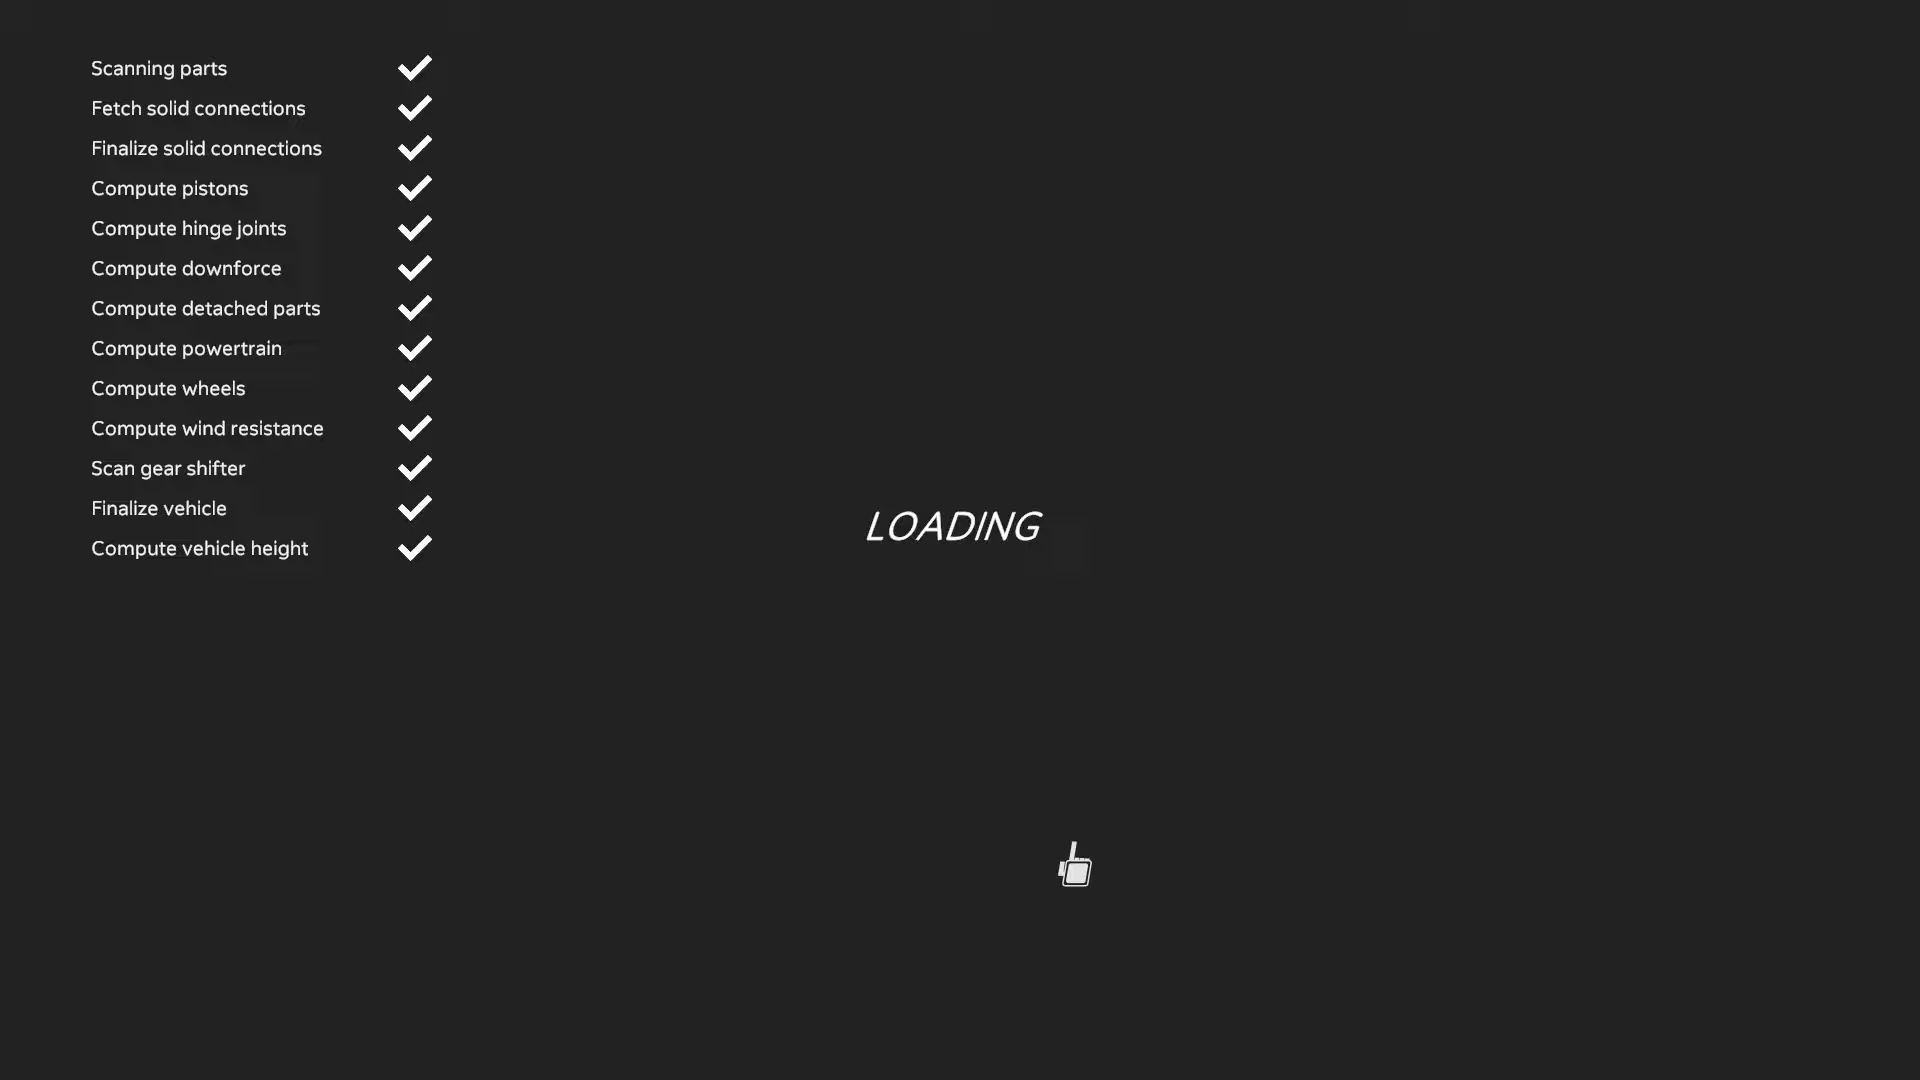 Scanning parts
Fetch solid connections
Finalize solid connections
Compute pistons
Compute hinge joints
Compute downforce
Compute detached parts
Compute powertrain
Compute wheels
Compute wind resistance
Scan gear shifter
Finalize vehicle
Compute vehicle height
LOADING